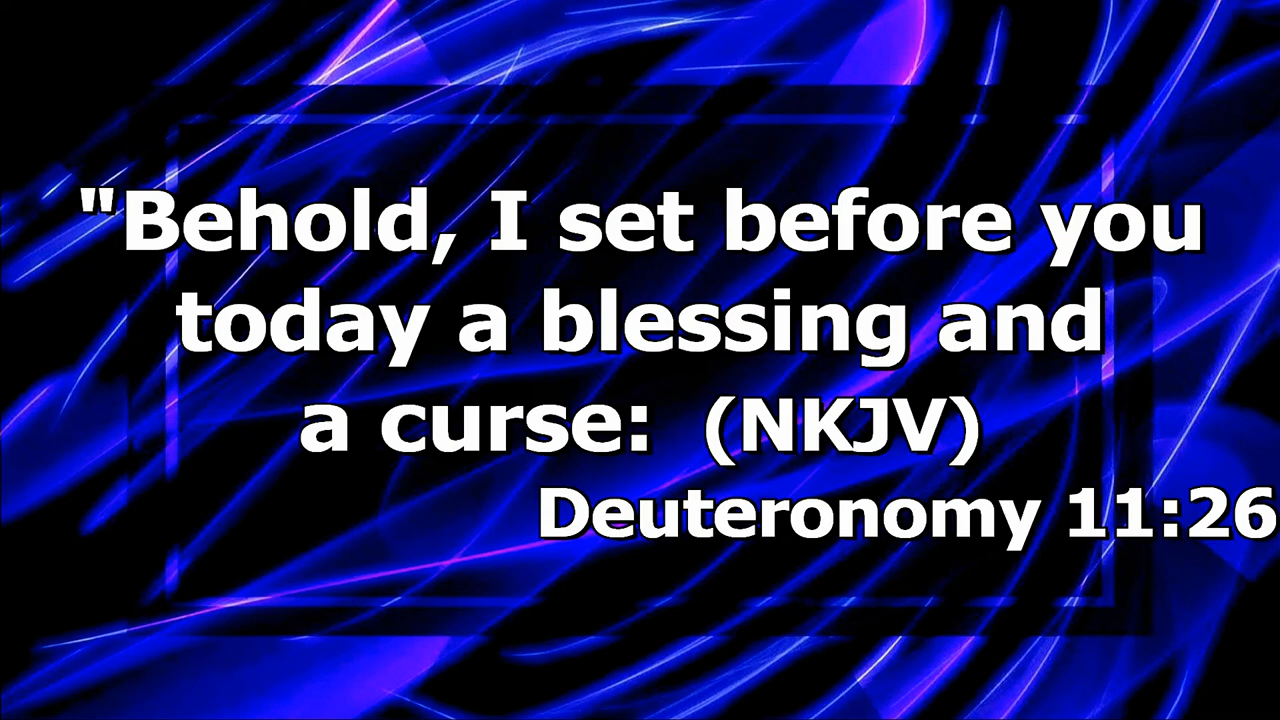 "Behold, I set before you
today a blessing and
a curse:  (NKJV)
Deuteronomy 11:26